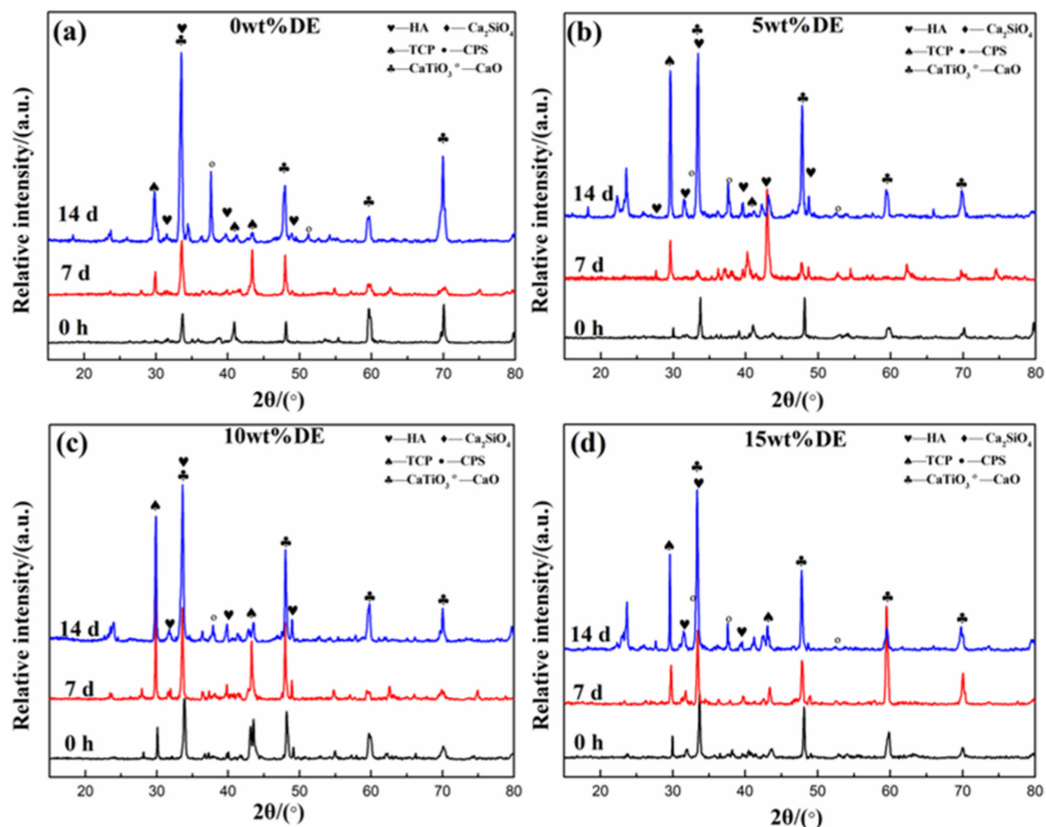 (a)
0wt%DE
♥—HA ♦—Ca₂SiO₄
♠—TCP •—CPS
♣—CaTiO₃ °—CaO
14 d
7 d
0 h
Relative intensity/(a.u.)
20 30 40 50 60 70 80
2θ/(°)
(b)
5wt%DE
♥—HA ♦—Ca₂SiO₄
♠—TCP •—CPS
♣—CaTiO₃ °—CaO
14 d
7 d
0 h
Relative intensity/(a.u.)
20 30 40 50 60 70 80
2θ/(°)
(c)
10wt%DE
♥—HA ♦—Ca₂SiO₄
♠—TCP •—CPS
♣—CaTiO₃ °—CaO
14 d
7 d
0 h
Relative intensity/(a.u.)
20 30 40 50 60 70 80
2θ/(°)
(d)
15wt%DE
♥—HA ♦—Ca₂SiO₄
♠—TCP •—CPS
♣—CaTiO₃ °—CaO
14 d
7 d
0 h
Relative intensity/(a.u.)
20 30 40 50 60 70 80
2θ/(°)